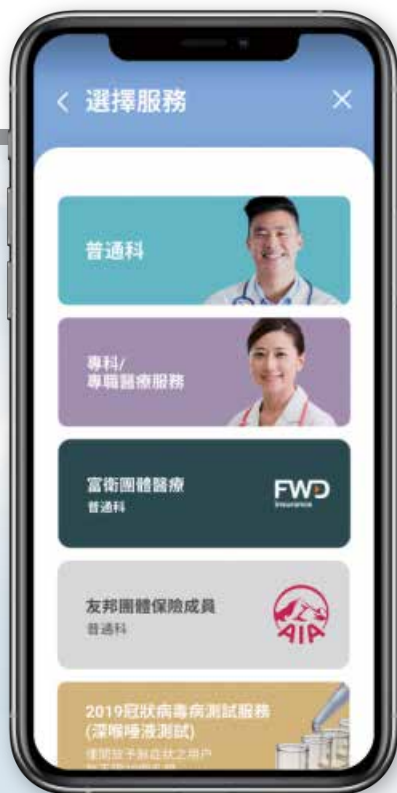 選擇服務
普通科
專科/
專職醫療服務
富衛團體醫療
普通科
FWD
Insurance
友邦團體保險成員
普通科
AIA
2019冠狀病毒病測試服務
(深喉唾液測試)